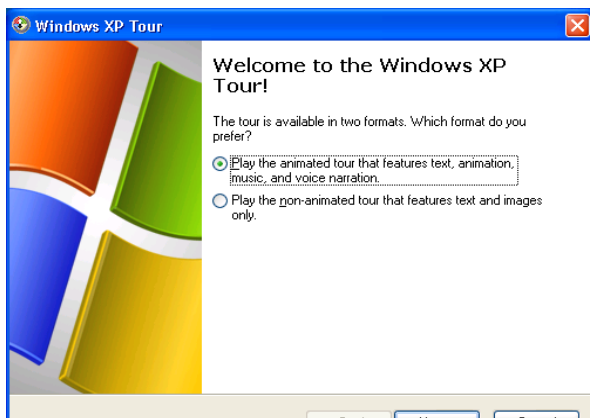 Windows XP Tour
Welcome to the Windows XP
Tour!
The tour is available in two formats. Which format do you
prefer?
Play the animated tour that features text, animation,
music, and voice narration.
Play the non-animated tour that features text and images
only.